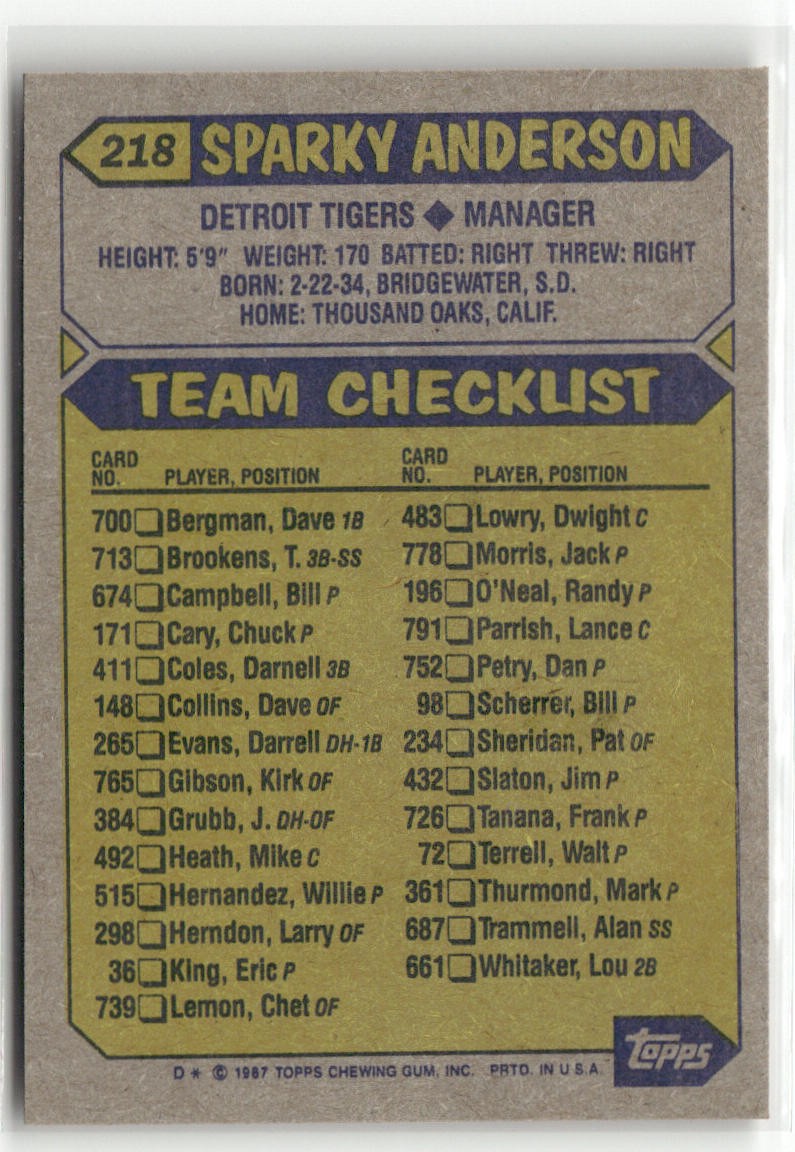 218 SPARKY ANDERSON
DETROIT TIGERS ◆ MANAGER
HEIGHT: 5'9" WEIGHT: 170 BATTED: RIGHT THREW: RIGHT
BORN: 2-22-34, BRIDGEWATER, S.D.
HOME: THOUSAND OAKS, CALIF.
TEAM CHECKLIST
CARD
NO. PLAYER, POSITION
700 Bergman, Dave 1B
713 Brookens, T. 3B-SS
674 Campbell, Bill P
171 Cary, Chuck P
411 Coles, Darnell 3B
148 Collins, Dave OF
265 Evans, Darrell DH-1B
765 Gibson, Kirk OF
384 Grubb, J. DH-OF
492 Heath, Mike C
515 Hernandez, Willie P
298 Herndon, Larry OF
36 King, Eric P
739 Lemon, Chet OF
CARD
NO. PLAYER, POSITION
483 Lowry, Dwight C
778 Morris, Jack P
196 O'Neal, Randy P
791 Parrish, Lance C
752 Petry, Dan P
98 Scherrer, Bill P
234 Sheridan, Pat OF
432 Slaton, Jim P
726 Tanana, Frank P
72 Terrell, Walt P
361 Thurmond, Mark P
687 Trammell, Alan SS
661 Whitaker, Lou 2B
topps
D * © 1987 TOPPS CHEWING GUM, INC. PRTD. IN U S A.